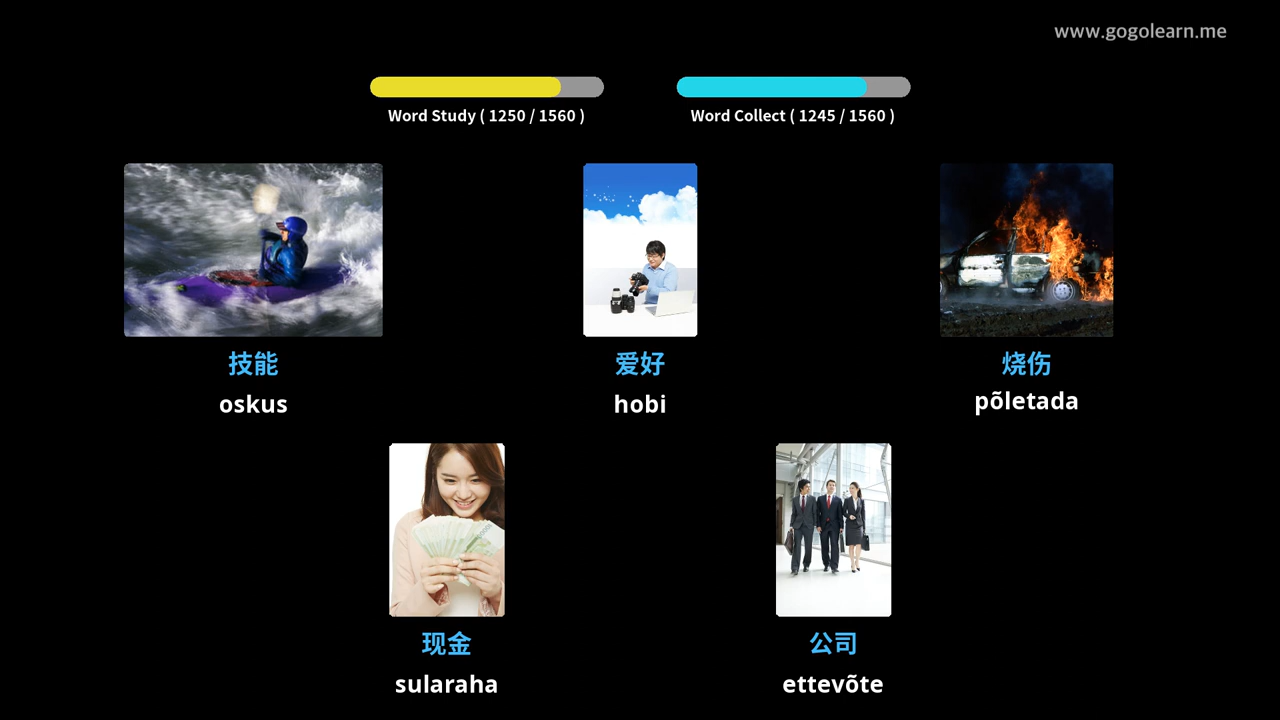 www.gogolearn.me
Word Study ( 1250 / 1560 )
Word Collect ( 1245 / 1560 )
技能
爱好
烧伤
oskus
hobi
põletada
现金
公司
sularaha
ettevõte